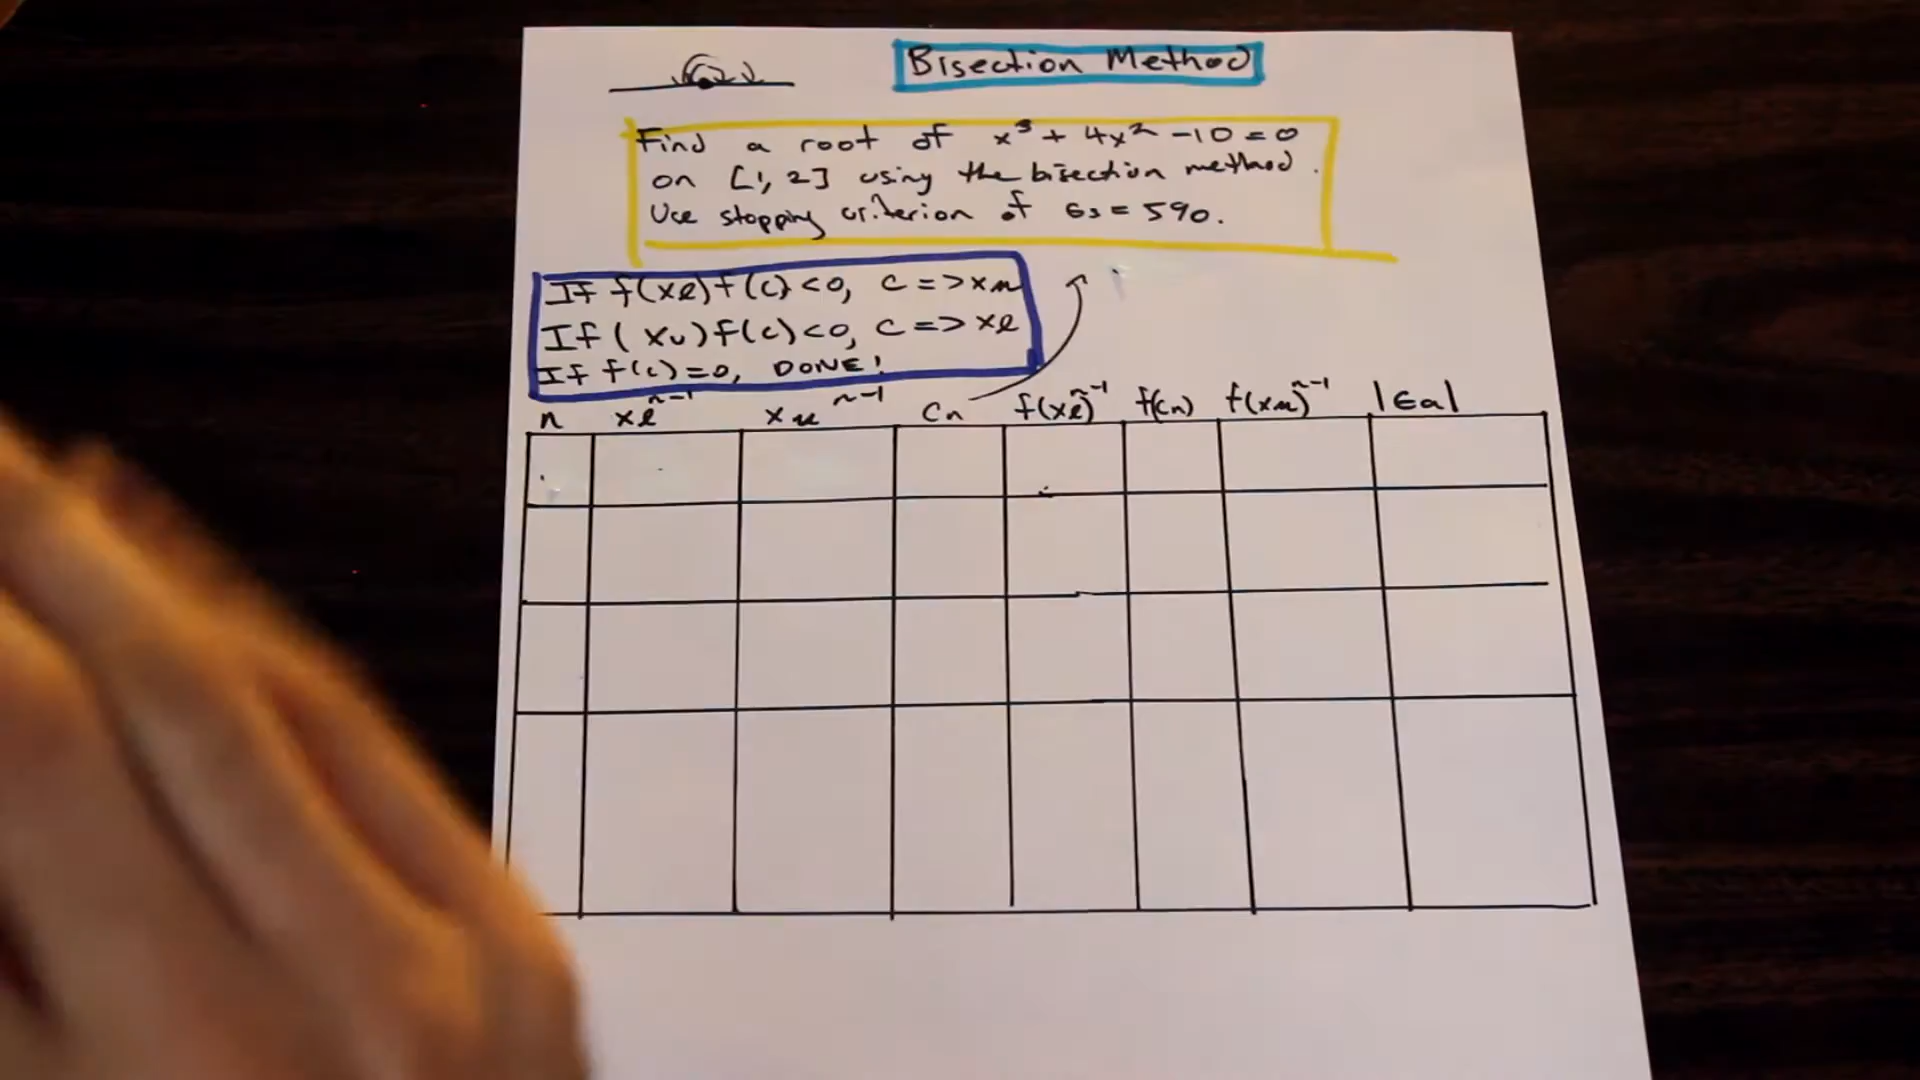 Bisection Method
Find a root of x³ + 4x² - 10 = 0
on [1, 2] using the bisection method.
Use stopping criterion of εs = 5%.
If f(xl)f(c)<0, c => xu
If (xu)f(c)<0, c => xl
If f(c)=0, DONE!
n xl^n-1 xu^n-1 cn f(xl)^n-1 f(cn) f(xu)^n-1 |εa|